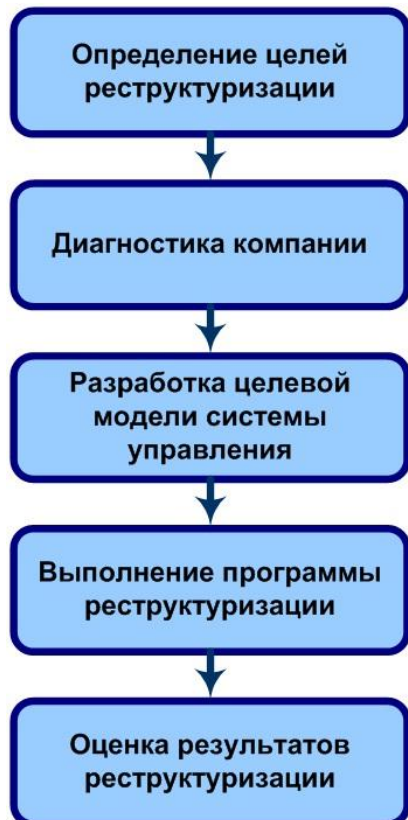 Определение целей
реструктуризации
Диагностика компании
Разработка целевой
модели системы
управления
Выполнение программы
реструктуризации
Оценка результатов
реструктуризации